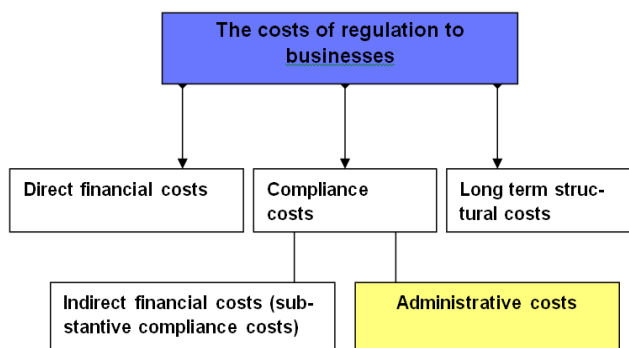 The costs of regulation to
businesses
Direct financial costs
Compliance
costs
Long term struc-
tural costs
Indirect financial costs (sub-
stantive compliance costs)
Administrative costs